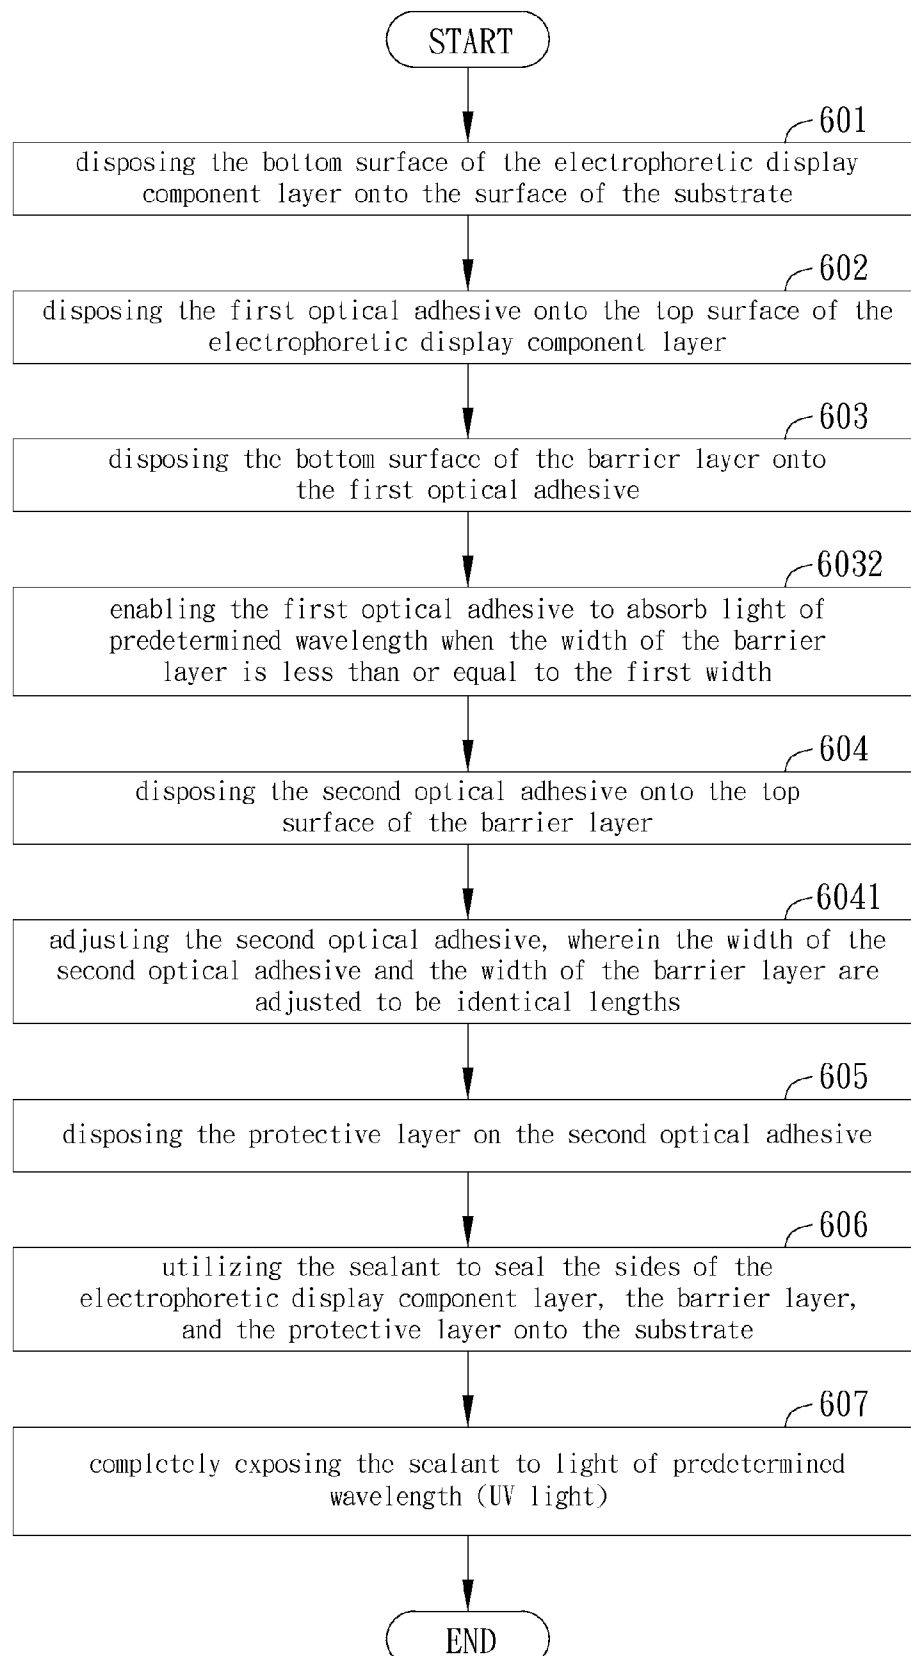 START
601
disposing the bottom surface of the electrophoretic display
component layer onto the surface of the substrate
602
disposing the first optical adhesive onto the top surface of the
electrophoretic display component layer
603
disposing the bottom surface of the barrier layer onto
the first optical adhesive
6032
enabling the first optical adhesive to absorb light of
predetermined wavelength when the width of the barrier
layer is less than or equal to the first width
604
disposing the second optical adhesive onto the top
surface of the barrier layer
6041
adjusting the second optical adhesive, wherein the width of the
second optical adhesive and the width of the barrier layer are
adjusted to be identical lengths
605
disposing the protective layer on the second optical adhesive
606
utilizing the sealant to seal the sides of the
electrophoretic display component layer, the barrier layer,
and the protective layer onto the substrate
607
completely exposing the sealant to light of predetermined
wavelength (UV light)
END